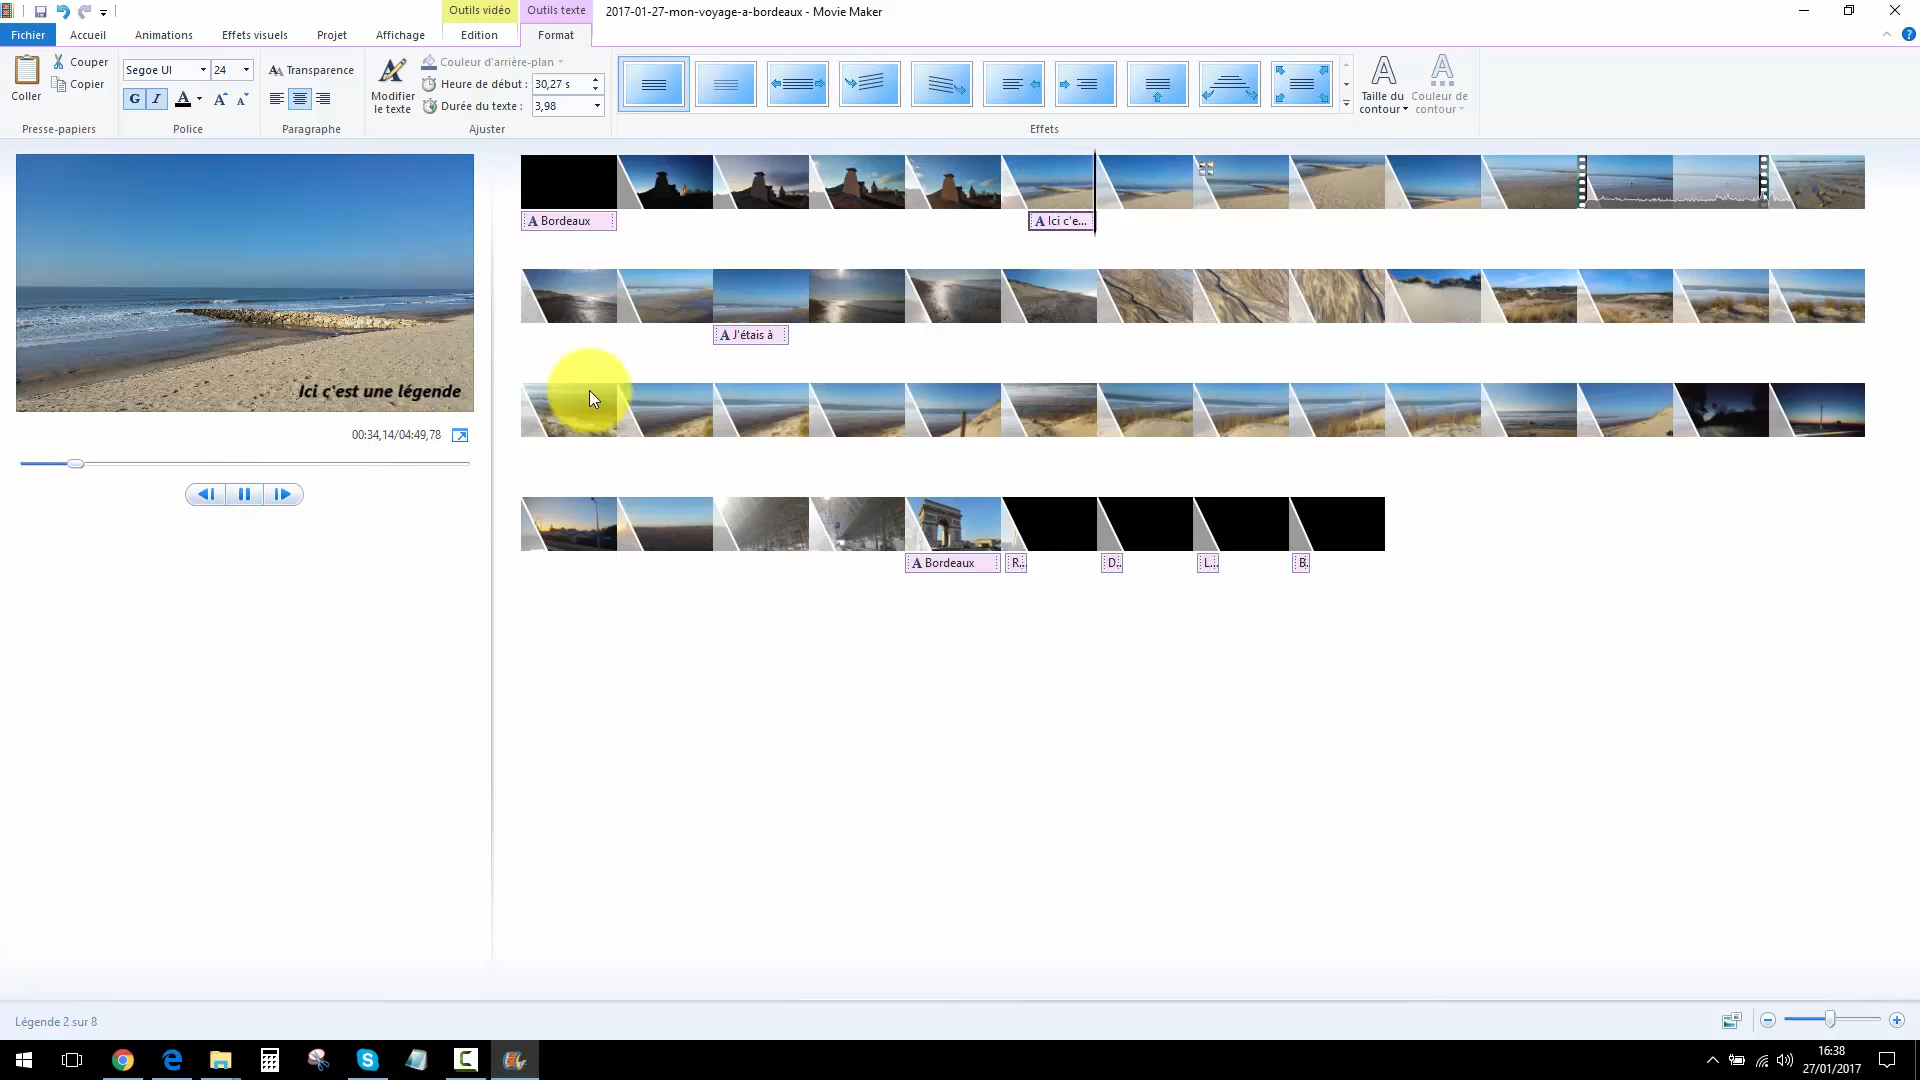 Outils vidéo
Outils texte
2017-01-27-mon-voyage-a-bordeaux - Movie Maker
Fichier
Accueil
Animations
Effets visuels
Projet
Affichage
Edition
Format
Coller
Couper
Copier
Presse-papiers
Segoe UI
24
G
I
A
A
A
Police
Transparence
Paragraphe
Modifier
le texte
Couleur d'arrière-plan
Heure de début :
30,27 s
Durée du texte :
3,98
Ajuster
Effets
Taille du
contour
Couleur de
contour
Ici c'est une légende
00:34,14/04:49,78
A Bordeaux
A Ici c'e...
A J'étais à
A Bordeaux
R..
D..
L..
B
Légende 2 sur 8
16:38
27/01/2017